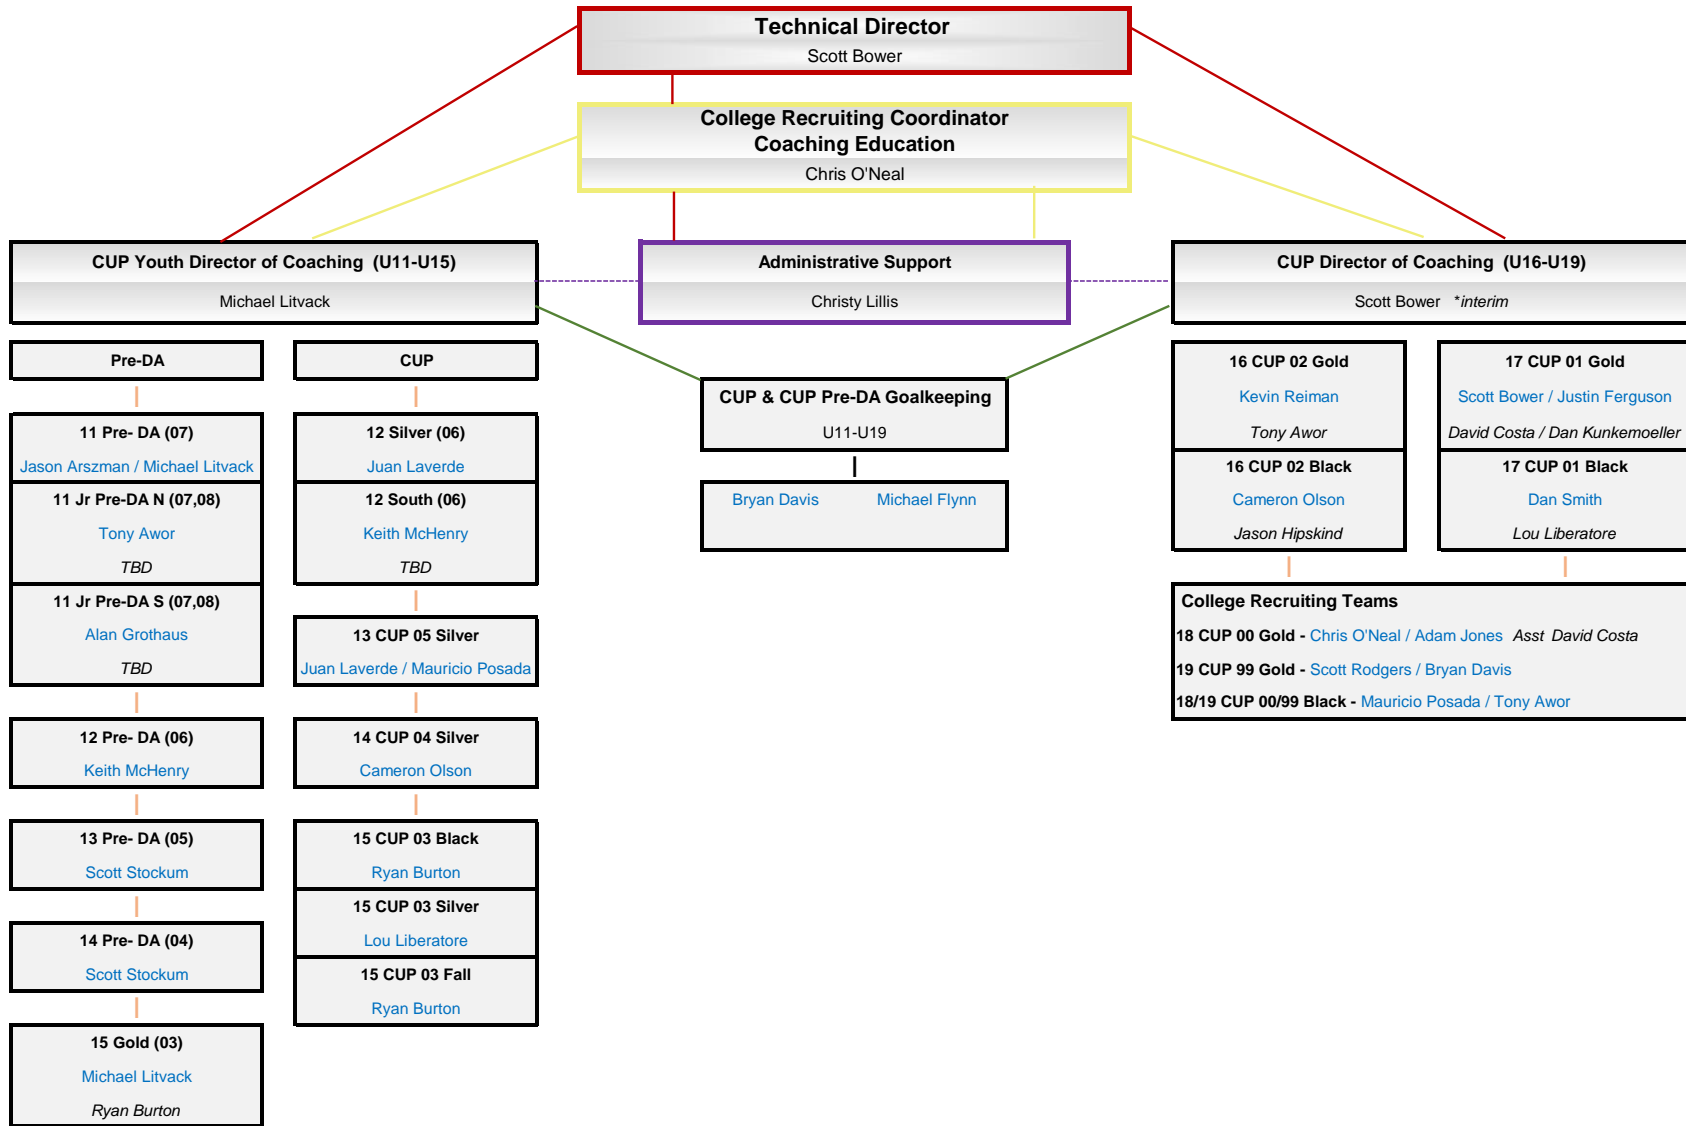 Technical Director
Scott Bower
College Recruiting Coordinator
Coaching Education
Chris O'Neal
CUP Youth Director of Coaching (U11-U15)
Michael Litvack
Administrative Support
Christy Lillis
CUP Director of Coaching (U16-U19)
Scott Bower *interim
Pre-DA
11 Pre- DA (07)
Jason Arszman / Michael Litvack
11 Jr Pre-DA N (07,08)
Tony Awor
TBD
11 Jr Pre-DA S (07,08)
Alan Grothaus
TBD
12 Pre- DA (06)
Keith McHenry
13 Pre- DA (05)
Scott Stockum
14 Pre- DA (04)
Scott Stockum
15 Gold (03)
Michael Litvack
Ryan Burton
CUP
12 Silver (06)
Juan Laverde
12 South (06)
Keith McHenry
TBD
13 CUP 05 Silver
Juan Laverde / Mauricio Posada
14 CUP 04 Silver
Cameron Olson
15 CUP 03 Black
Ryan Burton
15 CUP 03 Silver
Lou Liberatore
15 CUP 03 Fall
Ryan Burton
CUP & CUP Pre-DA Goalkeeping
U11-U19
Bryan Davis Michael Flynn
16 CUP 02 Gold
Kevin Reiman
Tony Awor
16 CUP 02 Black
Cameron Olson
Jason Hipskind
17 CUP 01 Gold
Scott Bower / Justin Ferguson
David Costa / Dan Kunkemoeller
17 CUP 01 Black
Dan Smith
Lou Liberatore
College Recruiting Teams
18 CUP 00 Gold - Chris O'Neal / Adam Jones Asst David Costa
19 CUP 99 Gold - Scott Rodgers / Bryan Davis
18/19 CUP 00/99 Black - Mauricio Posada / Tony Awor